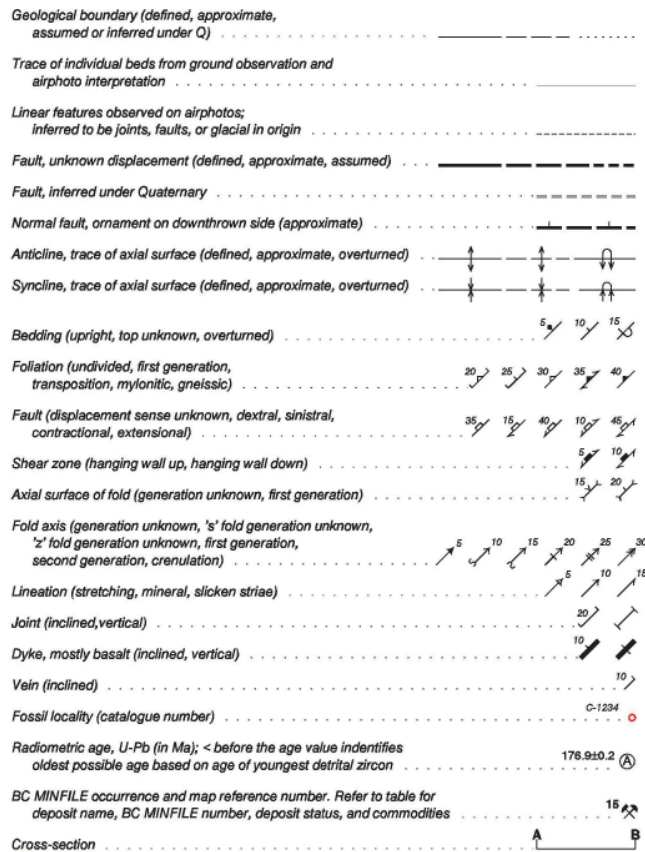 Geological boundary (defined, approximate,
assumed or inferred under Q)
Trace of individual beds from ground observation and
airphoto interpretation
Linear features observed on airphotos;
inferred to be joints, faults, or glacial in origin
Fault, unknown displacement (defined, approximate, assumed)
Fault, inferred under Quaternary
Normal fault, ornament on downthrown side (approximate)
Anticline, trace of axial surface (defined, approximate, overturned)
Syncline, trace of axial surface (defined, approximate, overturned)
Bedding (upright, top unknown, overturned) 5 10 15
Foliation (undivided, first generation,
transposition, mylonitic, gneissic) 20 25 30 35 40
Fault (displacement sense unknown, dextral, sinistral,
contractional, extensional) 35 15 40 10 45
Shear zone (hanging wall up, hanging wall down) 5 10
Axial surface of fold (generation unknown, first generation) 15 20
Fold axis (generation unknown, 's' fold generation unknown,
'z' fold generation unknown, first generation,
second generation, crenulation) 5 10 15 20 25 30
Lineation (stretching, mineral, slicken striae) 5 10 15
Joint (inclined,vertical) 20
Dyke, mostly basalt (inclined, vertical) 10
Vein (inclined) 10
Fossil locality (catalogue number) C-1234
Radiometric age, U-Pb (in Ma); < before the age value indentifies
oldest possible age based on age of youngest detrital zircon 176.9±0.2 A
BC MINFILE occurrence and map reference number. Refer to table for
deposit name, BC MINFILE number, deposit status, and commodities 15
Cross-section A B